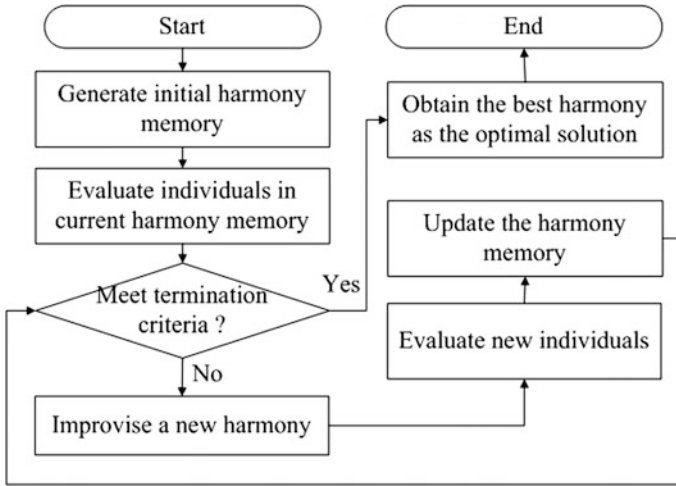 Start
Generate initial harmony
memory
Evaluate individuals in
current harmony memory
Meet termination
criteria ?
Yes
No
Improvise a new harmony
End
Obtain the best harmony
as the optimal solution
Update the harmony
memory
Evaluate new individuals